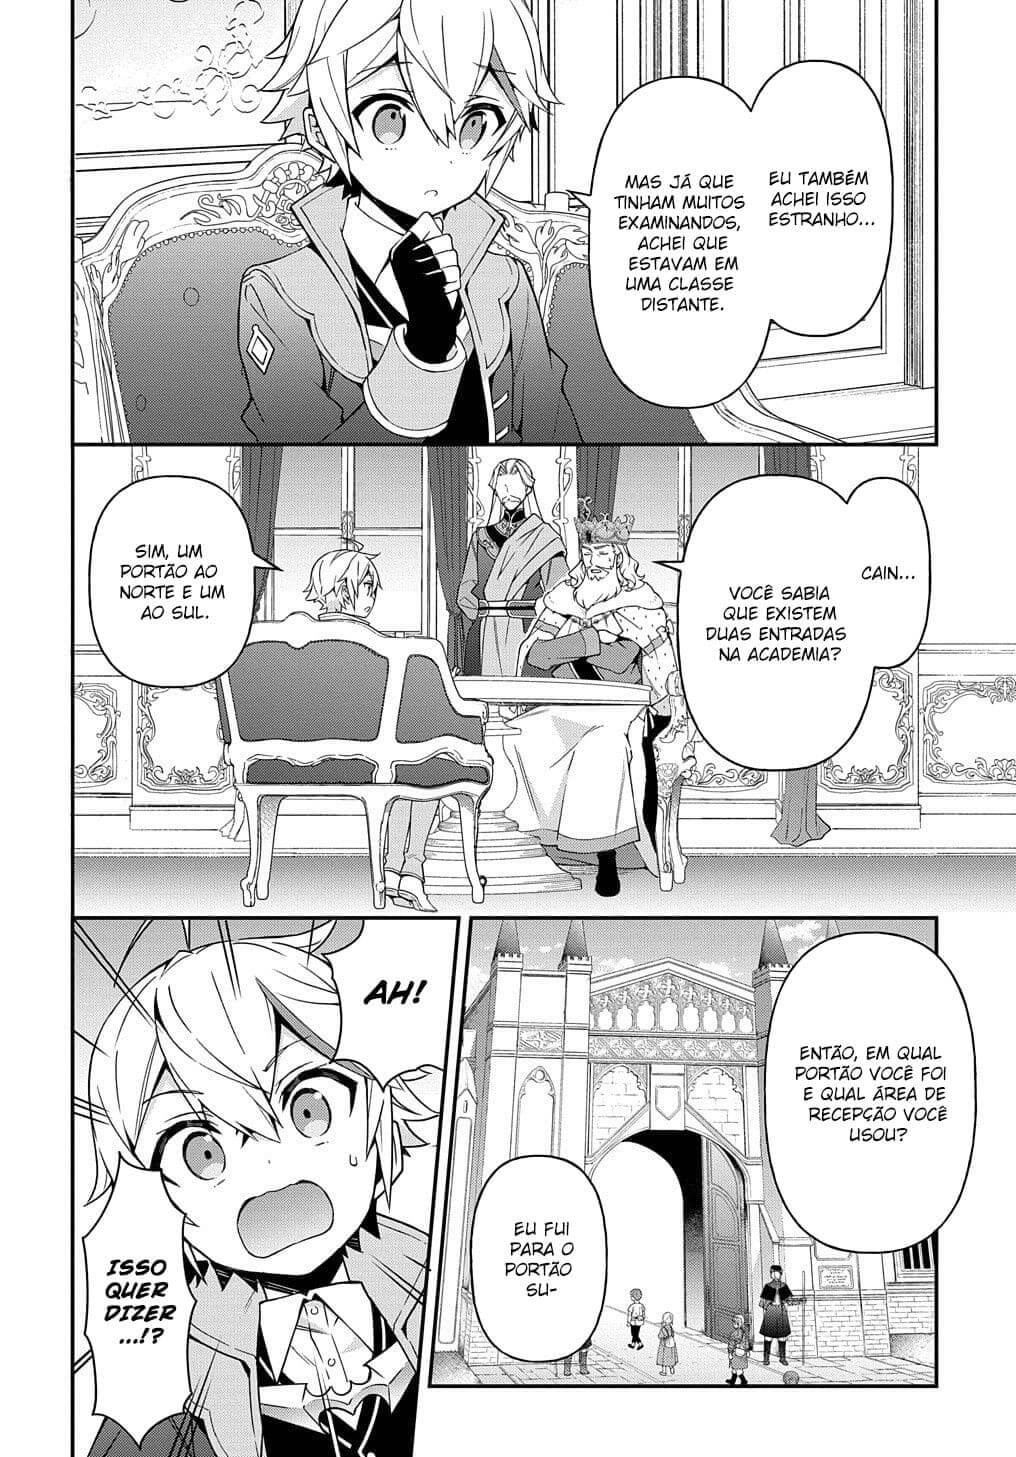 EU TAMBÉM
ACHEI ISSO
ESTRANHO...
MAS JÁ QUE
TINHAM MUITOS
EXAMINANDOS,
ACHEI QUE
ESTAVAM EM
UMA CLASSE
DISTANTE.
CAIN...
VOCÊ SABIA
QUE EXISTEM
DUAS ENTRADAS
NA ACADEMIA?
SIM, UM
PORTÃO AO
NORTE E UM
AO SUL.
ENTÃO, EM QUAL
PORTÃO VOCÊ FOI
E QUAL ÁREA DE
RECEPÇÃO VOCÊ
USOU?
EU FUI
PARA O
PORTÃO
SU-
AH!
ISSO
QUER
DIZER
...!?